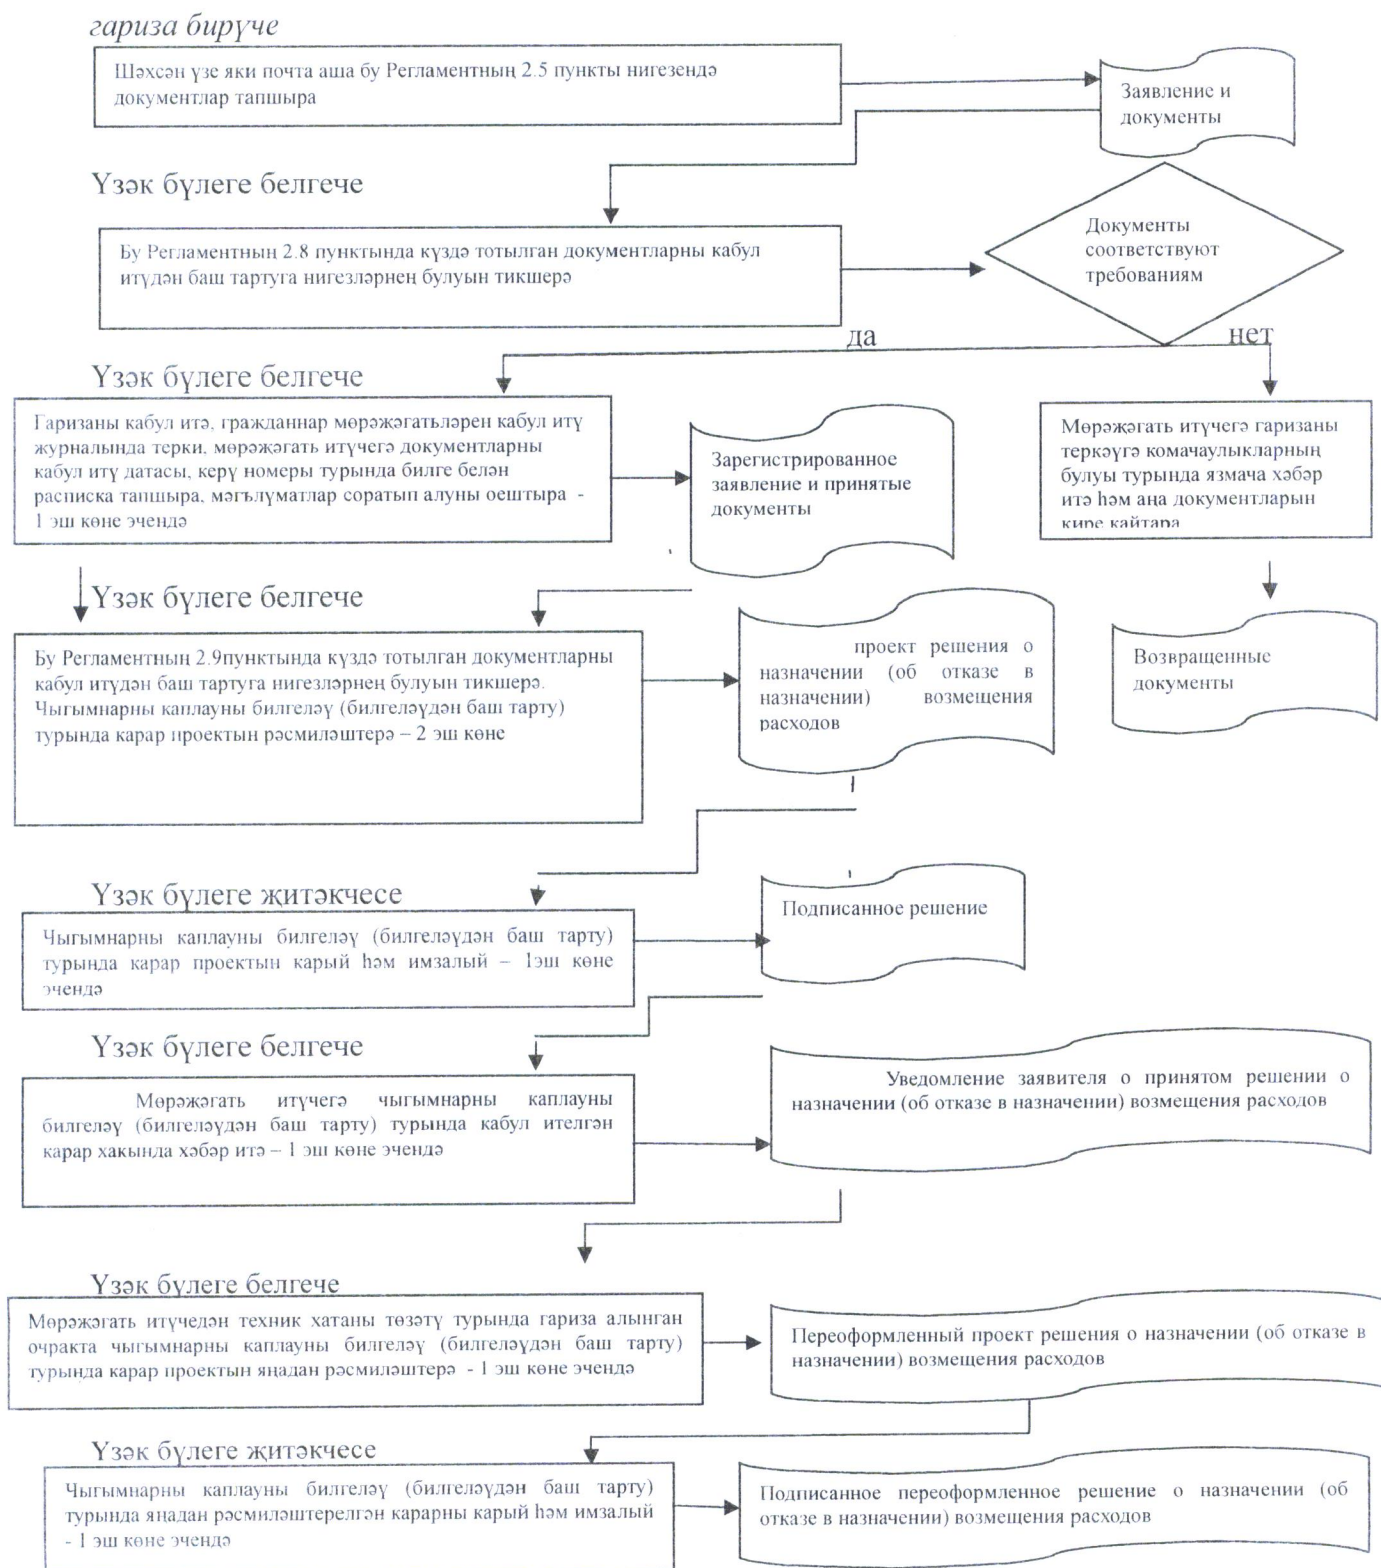 гариза бирүче
Шәхсән үзе яки почта аша бу Регламентның 2.5 пункты нигезендә
документлар тапшыра
Заявление и
документы
Үзәк бүлеге белгече
Бу Регламентның 2.8 пунктында күздә тотылган документларны кабул
итүдән баш тартуга нигезләрнең булуын тикшерә
Документы
соответствуют
требованиям
да
нет
Үзәк бүлеге белгече
Гаризаны кабул итә, гражданнар мөрәҗәгатьләрен кабул итү
журналында терки, мөрәҗәгать итүчегә документларны
кабул итү датасы, керү номеры турында билге белән
расписка тапшыра, мәгълүматлар соратып алуны оештыра -
1 эш көне эчендә
Зарегистрированное
заявление и принятые
документы
Мөрәҗәгать итүчегә гаризаны
теркәүгә комачаулыкларның
булуы турында язмача хәбәр
итә һәм аңа документларын
кире кайтара
Үзәк бүлеге белгече
Бу Регламентның 2.9пунктында күздә тотылган документларны
кабул итүдән баш тартуга нигезләрнең булуын тикшерә.
Чыгымнарны каплауны билгеләү (билгеләүдән баш тарту)
турында карар проектын рәсмиләштерә – 2 эш көне
проект решения о
назначении (об отказе в
назначении) возмещения
расходов
Возвращенные
документы
Үзәк бүлеге җитәкчесе
Чыгымнарны каплауны билгеләү (билгеләүдән баш тарту)
турында карар проектын карый һәм имзалый – 1эш көне
эчендә
Подписанное решение
Үзәк бүлеге белгече
Мөрәҗәгать итүчегә чыгымнарны каплауны
билгеләү (билгеләүдән баш тарту) турында кабул ителгән
карар хакында хәбәр итә – 1 эш көне эчендә
Уведомление заявителя о принятом решении о
назначении (об отказе в назначении) возмещения расходов
Үзәк бүлеге белгече
Мөрәҗәгать итүчедән техник хатаны төзәтү турында гариза алынган
очракта чыгымнарны каплауны билгеләү (билгеләүдән баш тарту)
турында карар проектын яңадан рәсмиләштерә - 1 эш көне эчендә
Переоформленный проект решения о назначении (об отказе в
назначении) возмещения расходов
Үзәк бүлеге җитәкчесе
Чыгымнарны каплауны билгеләү (билгеләүдән баш тарту)
турында яңадан рәсмиләштерелгән карарны карый һәм имзалый
- 1 эш көне эчендә
Подписанное переоформленное решение о назначении (об
отказе в назначении) возмещения расходов